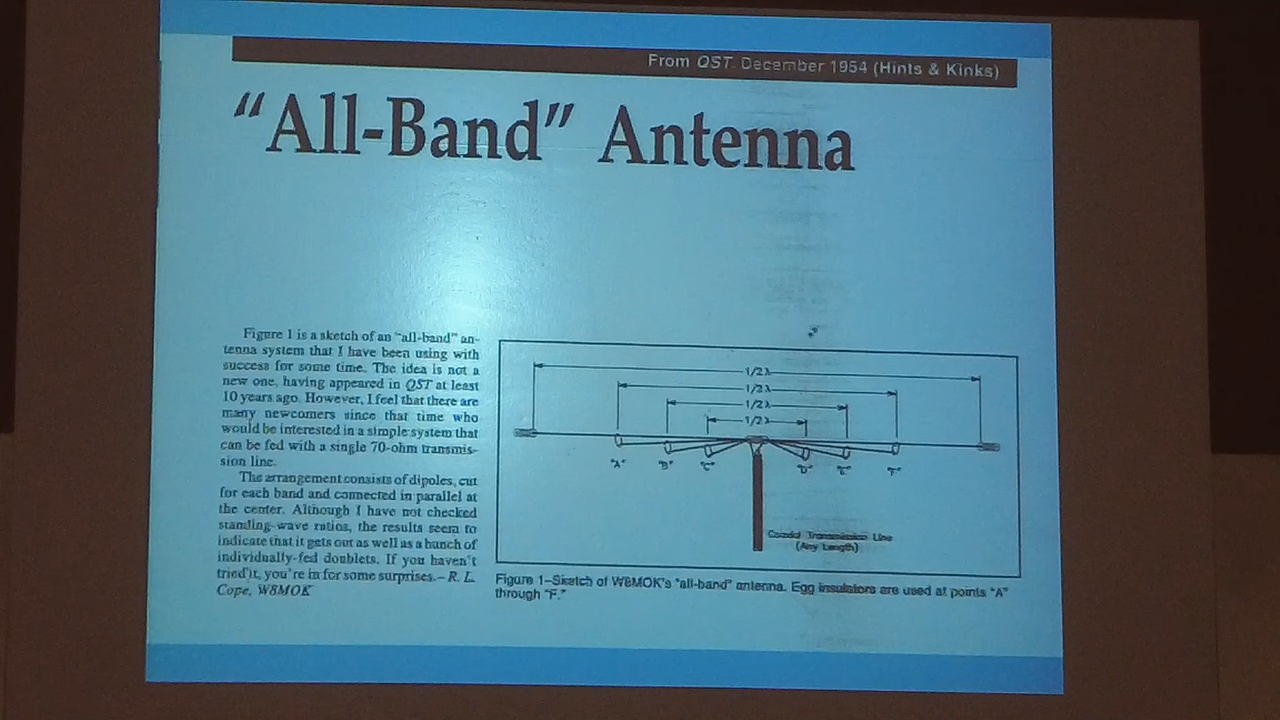 From QST December 1954 (Hints & Kinks)
"All-Band" Antenna
Figure 1 is a sketch of an "all-band" an-
tenna system that I have been using with
success for some time. The idea is not a
new one, having appeared in QST at least
10 years ago. However, I feel that there are
many newcomers since that time who
would be interested in a simple system that
can be fed with a single 70-ohm transmis-
sion line.
The arrangement consists of dipoles, cut
for each band and connected in parallel at
the center. Although I have not checked
standing-wave ratios, the results seem to
indicate that it gets out as well as a bunch of
individually-fed doublets. If you haven't
tried it, you're in for some surprises.–R. L.
Cope, W8MOK
1/2 λ
1/2 λ
1/2 λ
1/2 λ
"A" "B" "C" "D" "E" "F"
Coaxial Transmission Line
(Any Length)
Figure 1–Sketch of W8MOK's "all-band" antenna. Egg insulators are used at points "A"
through "F."